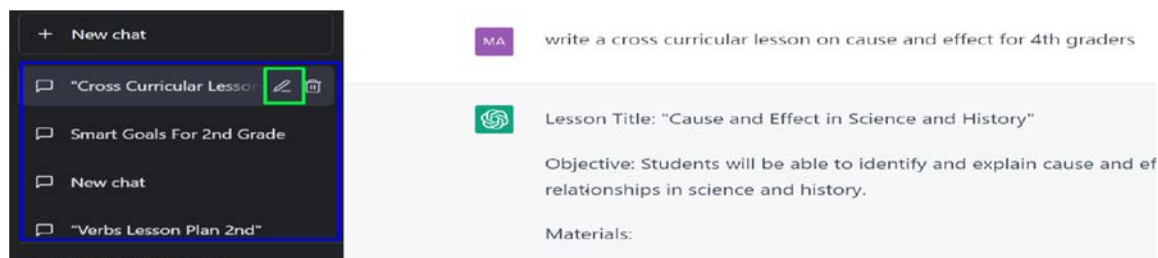 + New chat
"Cross Curricular Lesson
Smart Goals For 2nd Grade
New chat
"Verbs Lesson Plan 2nd"
MA
write a cross curricular lesson on cause and effect for 4th graders
Lesson Title: "Cause and Effect in Science and History"
Objective: Students will be able to identify and explain cause and ef
relationships in science and history.
Materials: